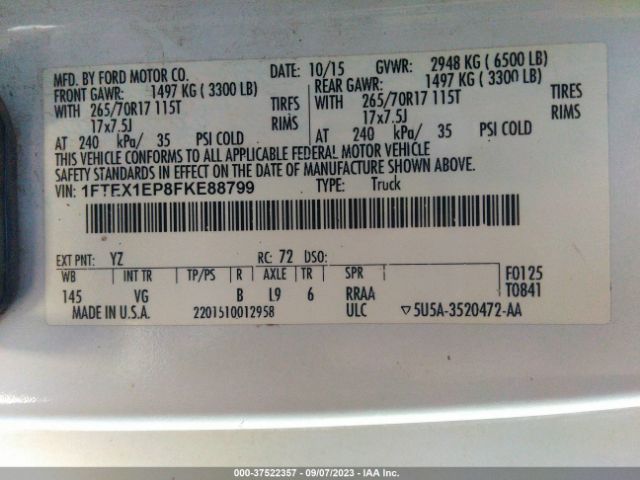 MFD. BY FORD MOTOR CO. DATE: 10/15 GVWR: 2948 KG ( 6500 LB)
FRONT GAWR: 1497 KG ( 3300 LB) REAR GAWR: 1497 KG ( 3300 LB)
WITH 265/70R17 115T TIRES WITH 265/70R17 115T TIRES
17x7.5J RIMS 17x7.5J RIMS
AT 240 kPa/ 35 PSI COLD AT 240 kPa/ 35 PSI COLD
THIS VEHICLE CONFORMS TO ALL APPLICABLE FEDERAL MOTOR VEHICLE
SAFETY STANDARDS IN EFFECT ON THE DATE OF MANUFACTURE SHOWN ABOVE.
VIN: 1FTEX1EP8FKE88799 TYPE: Truck
EXT PNT: YZ RC: 72 DSO:
WB INT TR TP/PS R AXLE TR SPR F0125
145 VG B L9 6 RRAA T0841
MADE IN U.S.A. 2201510012958 ULC ▽5U5A-3520472-AA
000-37522357 - 09/07/2023 - IAA Inc.